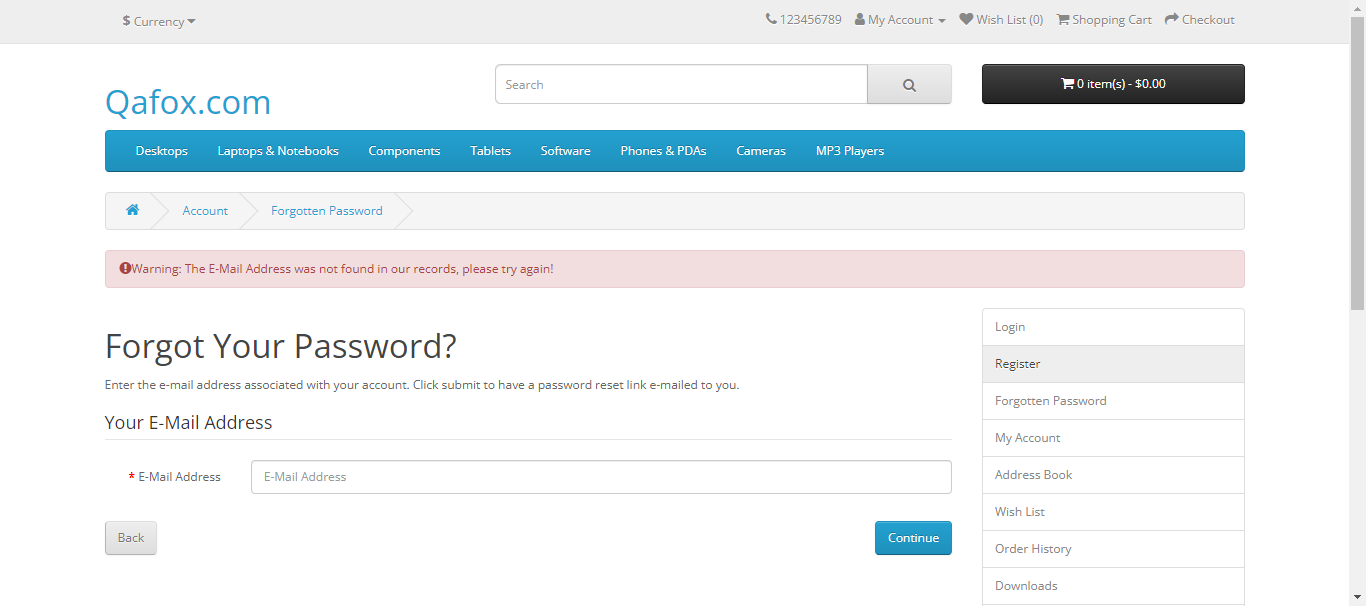 $ Currency
123456789 My Account Wish List (0) Shopping Cart Checkout
Qafox.com
Search
0 item(s) - $0.00
Desktops Laptops & Notebooks Components Tablets Software Phones & PDAs Cameras MP3 Players
Account Forgotten Password
Warning: The E-Mail Address was not found in our records, please try again!
Forgot Your Password?
Enter the e-mail address associated with your account. Click submit to have a password reset link e-mailed to you.
Your E-Mail Address
* E-Mail Address E-Mail Address
Back Continue
Login
Register
Forgotten Password
My Account
Address Book
Wish List
Order History
Downloads